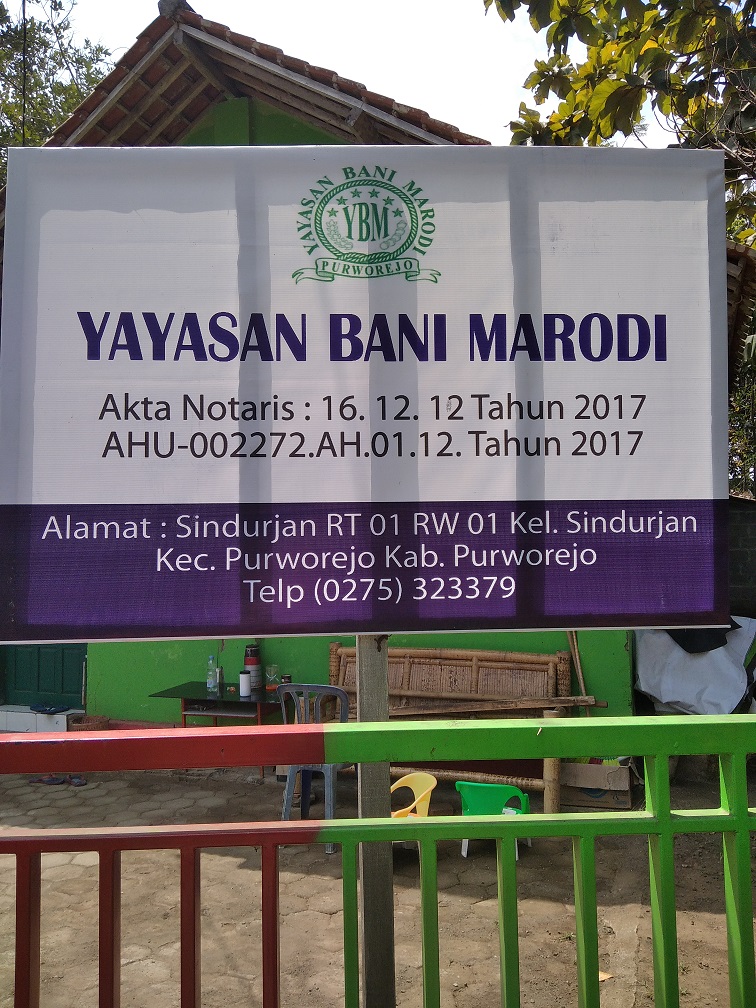 YAYASAN BANI MARODI
YBM
PURWOREJO
YAYASAN BANI MARODI
Akta Notaris : 16. 12. 12 Tahun 2017
AHU-002272.AH.01.12. Tahun 2017
Alamat : Sindurjan RT 01 RW 01 Kel. Sindurjan
Kec. Purworejo Kab. Purworejo
Telp (0275) 323379